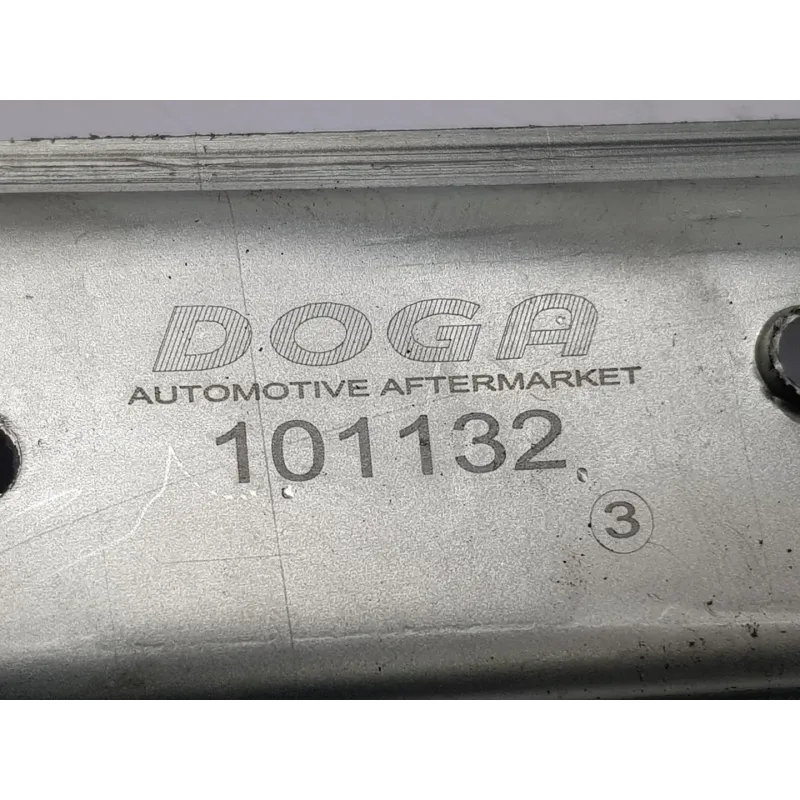 DOGA
AUTOMOTIVE AFTERMARKET
101132
3